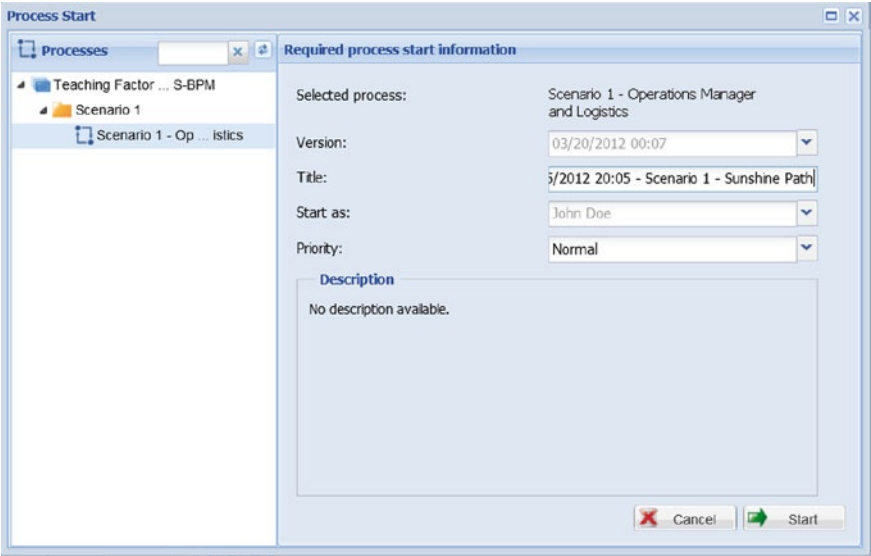 Process Start
Processes
Teaching Factor ... S-BPM
Scenario 1
Scenario 1 - Op ... istics
Required process start information
Selected process: Scenario 1 - Operations Manager
and Logistics
Version: 03/20/2012 00:07
Title: 5/2012 20:05 - Scenario 1 - Sunshine Path
Start as: John Doe
Priority: Normal
Description
No description available.
Cancel Start